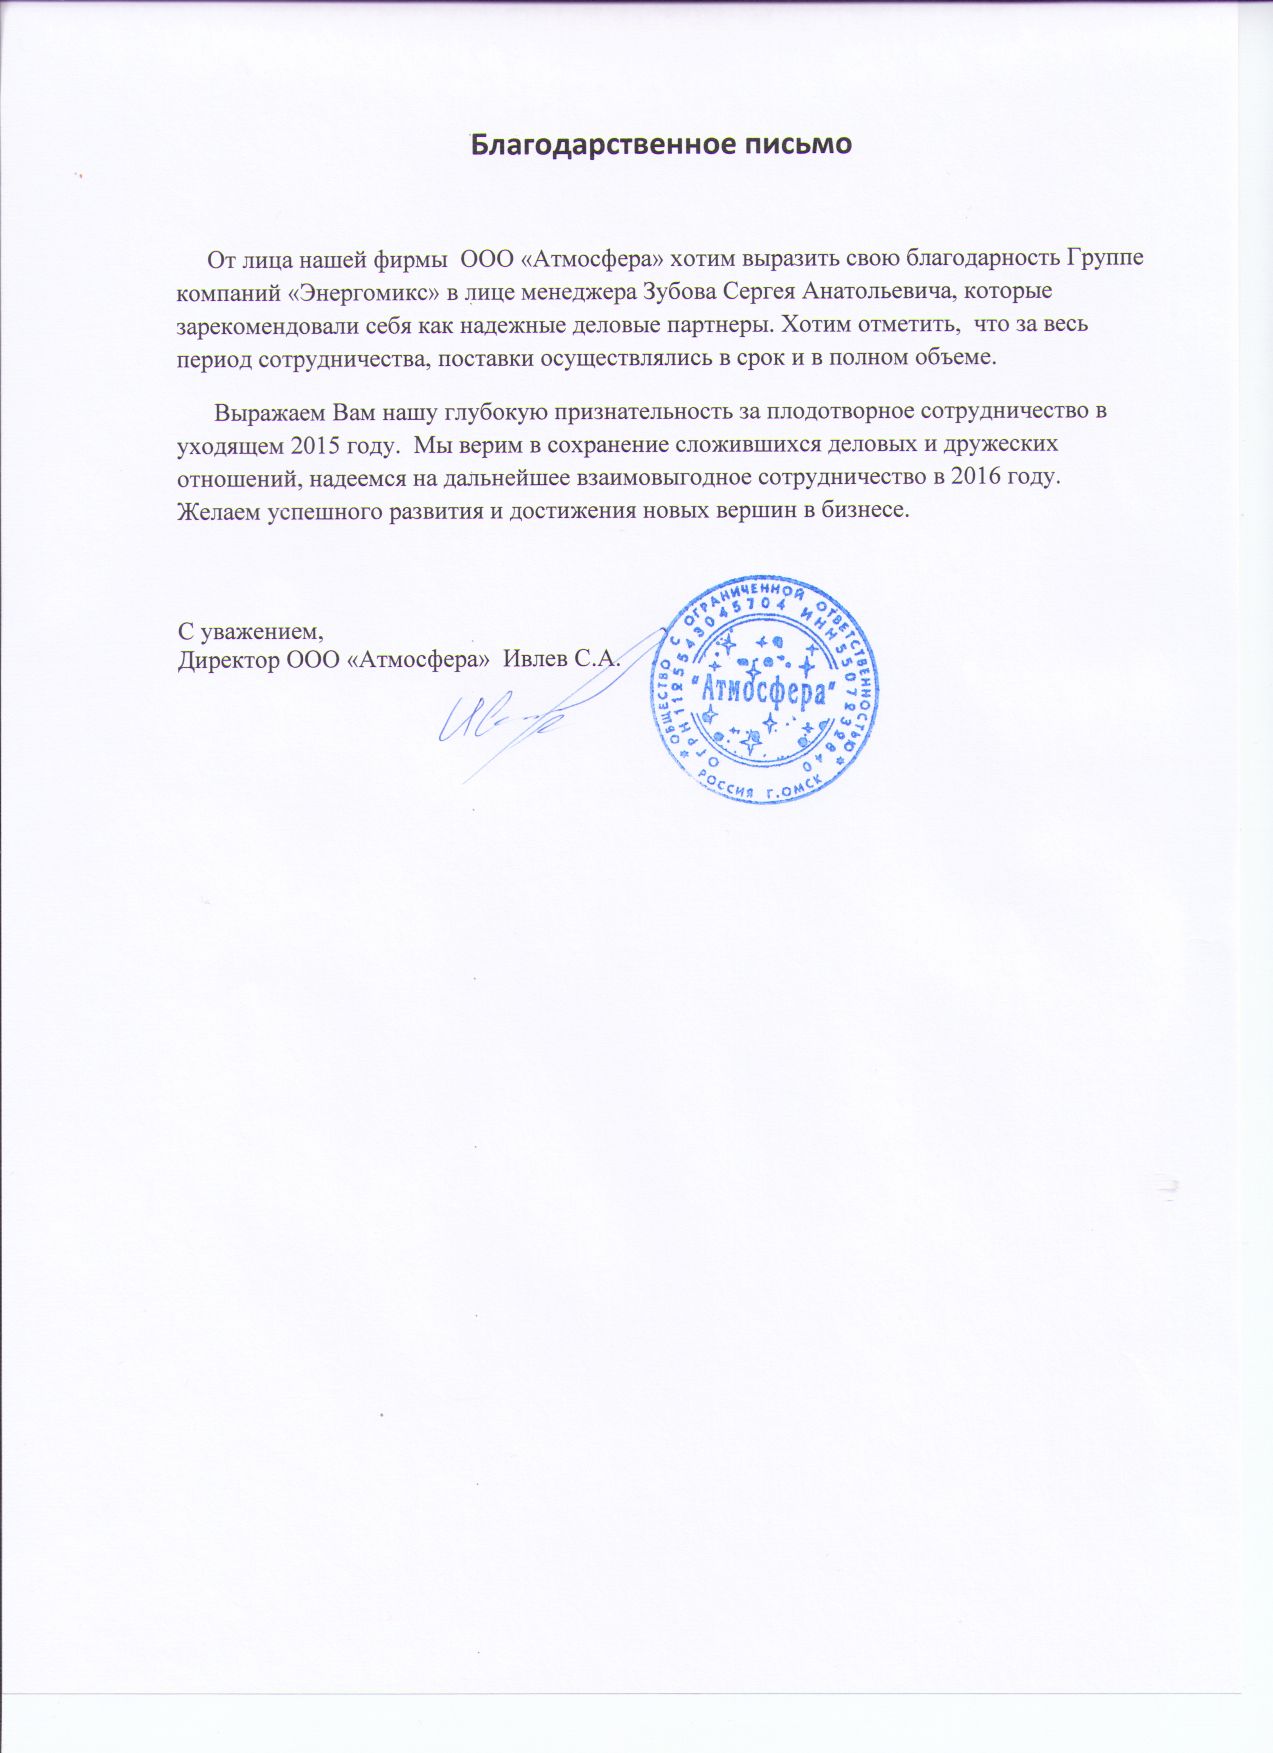 Благодарственное письмо
От лица нашей фирмы ООО «Атмосфера» хотим выразить свою благодарность Группе
компаний «Энергомикс» в лице менеджера Зубова Сергея Анатольевича, которые
зарекомендовали себя как надежные деловые партнеры. Хотим отметить, что за весь
период сотрудничества, поставки осуществлялись в срок и в полном объеме.
Выражаем Вам нашу глубокую признательность за плодотворное сотрудничество в
уходящем 2015 году. Мы верим в сохранение сложившихся деловых и дружеских
отношений, надеемся на дальнейшее взаимовыгодное сотрудничество в 2016 году.
Желаем успешного развития и достижения новых вершин в бизнесе.
С уважением,
Директор ООО «Атмосфера» Ивлев С.А.
ОБЩЕСТВО С ОГРАНИЧЕННОЙ ОТВЕТСТВЕННОСТЬЮ
ОГРН 1125543045704 ИНН 5507232840
"Атмосфера"
РОССИЯ г.ОМСК